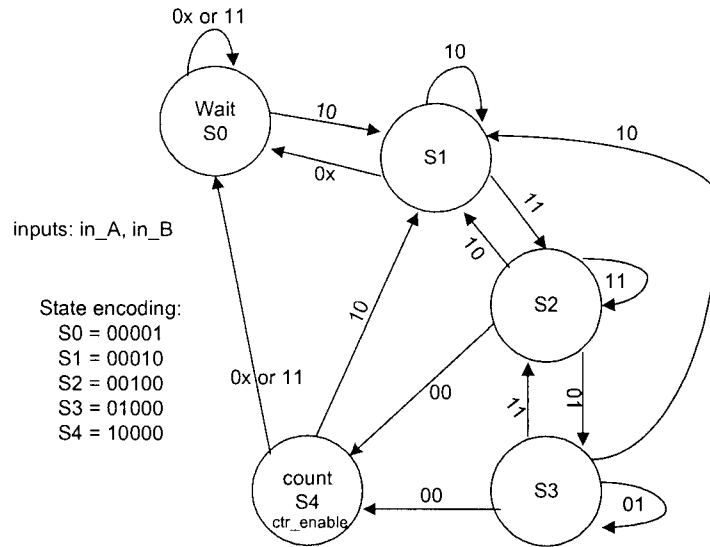 0x or 11
10
10
Wait
S0
10
S1
0x
11
inputs: in_A, in_B
10
S2
11
State encoding:
S0 = 00001
S1 = 00010
S2 = 00100
S3 = 01000
S4 = 10000
10
0x or 11
00
11
01
count
S4
ctr_enable
00
S3
01